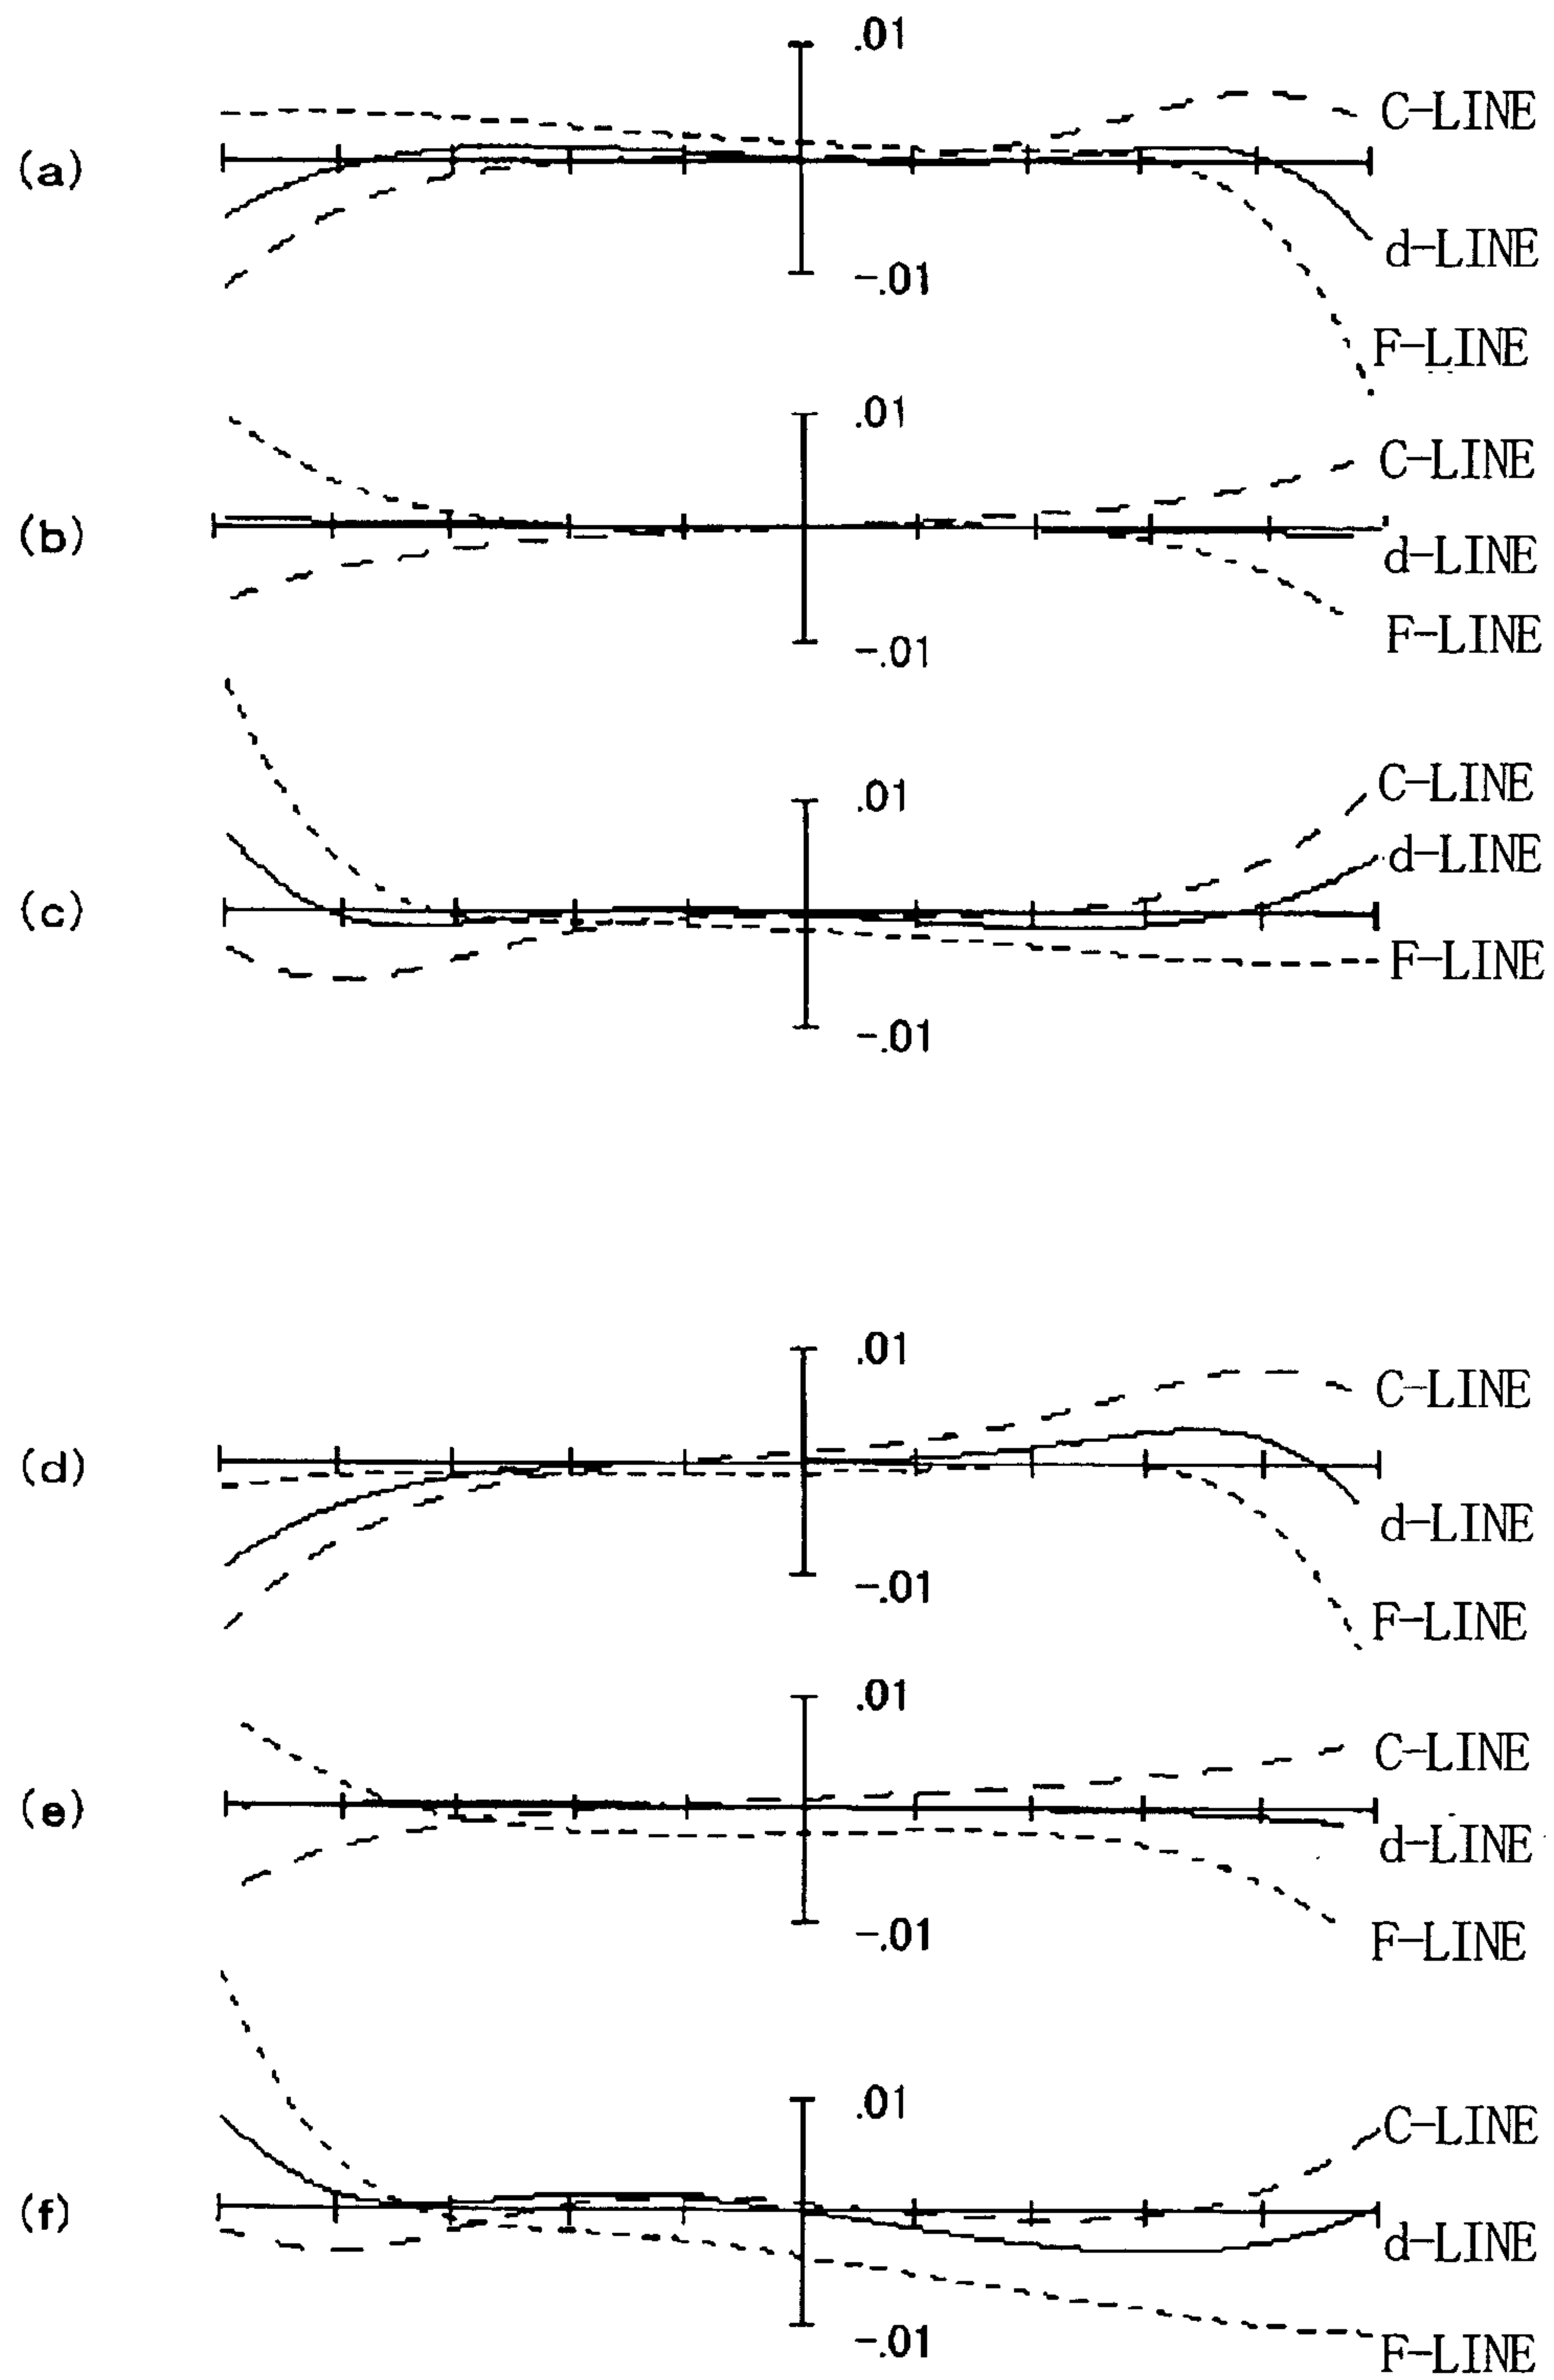 .01
C-LINE
(a)
d-LINE
-.01
F-LINE
.01
C-LINE
(b)
d-LINE
F-LINE
-.01
C-LINE
.01
d-LINE
(c)
F-LINE
-.01
.01
C-LINE
(d)
d-LINE
-.01
F-LINE
.01
C-LINE
(e)
d-LINE
-.01
F-LINE
.01
C-LINE
(f)
d-LINE
-.01
F-LINE